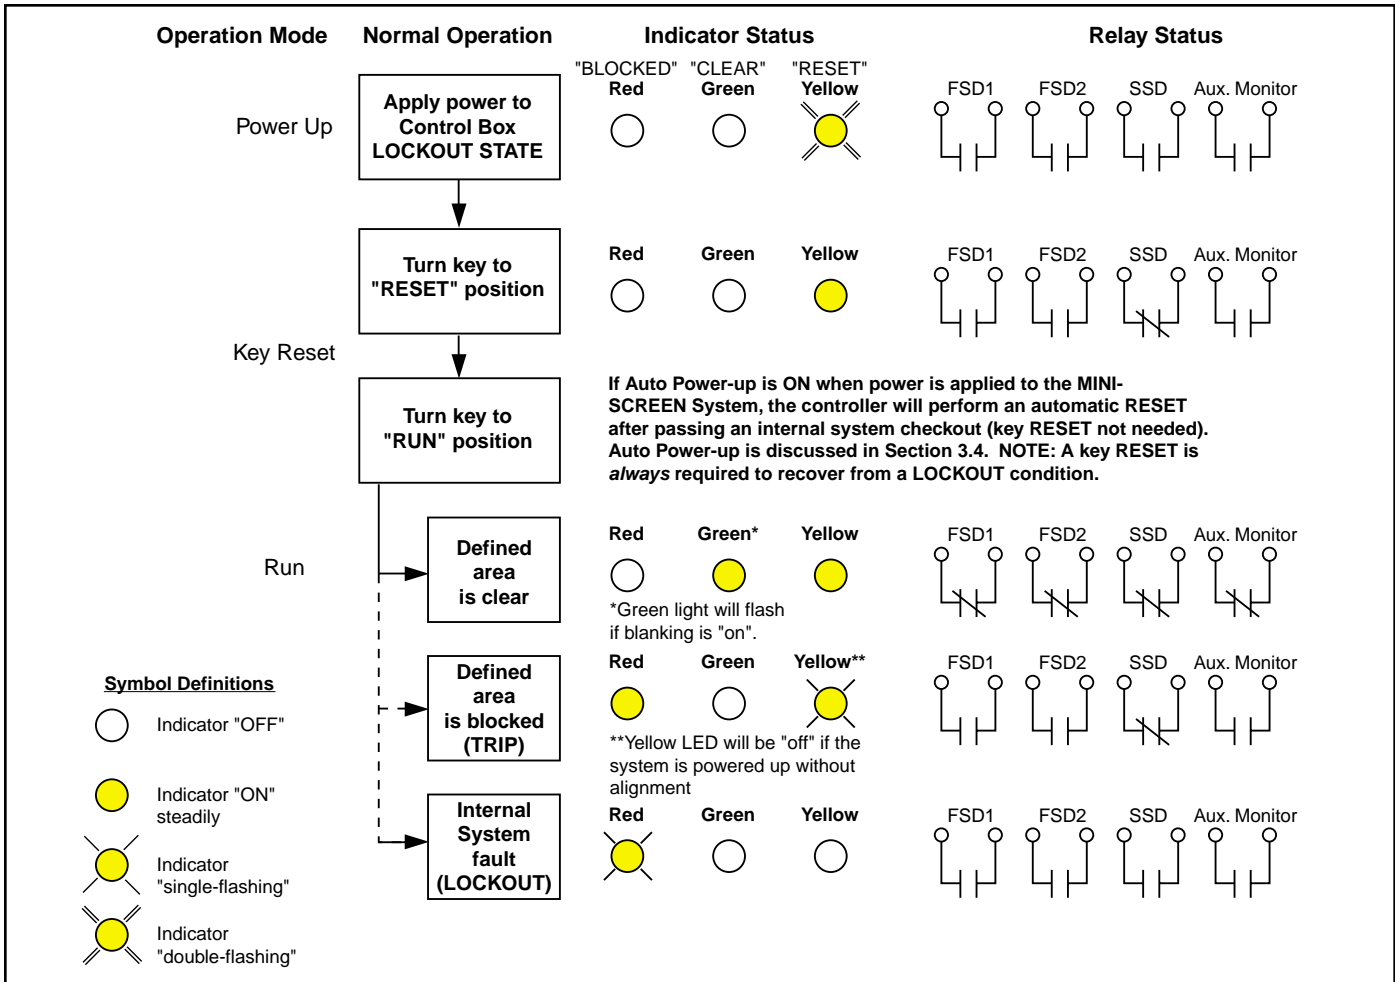 Operation Mode Normal Operation Indicator Status Relay Status
"BLOCKED" "CLEAR" "RESET"
Red Green Yellow
FSD1 FSD2 SSD Aux. Monitor
Power Up
Apply power to
Control Box
LOCKOUT STATE
Turn key to
"RESET" position
Red Green Yellow
FSD1 FSD2 SSD Aux. Monitor
Key Reset
Turn key to
"RUN" position
If Auto Power-up is ON when power is applied to the MINI-
SCREEN System, the controller will perform an automatic RESET
after passing an internal system checkout (key RESET not needed).
Auto Power-up is discussed in Section 3.4. NOTE: A key RESET is
always required to recover from a LOCKOUT condition.
Run
Defined
area
is clear
Red Green* Yellow
FSD1 FSD2 SSD Aux. Monitor
*Green light will flash
if blanking is "on".
Defined
area
is blocked
(TRIP)
Red Green Yellow**
FSD1 FSD2 SSD Aux. Monitor
**Yellow LED will be "off" if the
system is powered up without
alignment
Internal
System
fault
(LOCKOUT)
Red Green Yellow
FSD1 FSD2 SSD Aux. Monitor
Symbol Definitions
Indicator "OFF"
Indicator "ON"
steadily
Indicator
"single-flashing"
Indicator
"double-flashing"